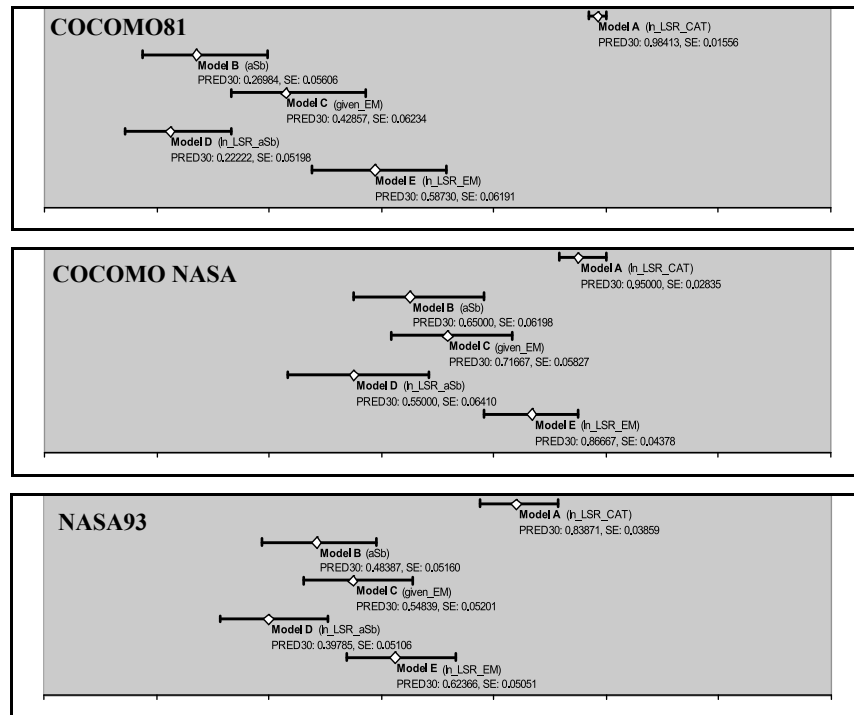 COCOMO81
Model A (ln_LSR_CAT)
PRED30: 0.98413, SE: 0.01556
Model B (aSb)
PRED30: 0.26984, SE: 0.05606
Model C (given_EM)
PRED30: 0.42857, SE: 0.06234
Model D (ln_LSR_aSb)
PRED30: 0.22222, SE: 0.05198
Model E (ln_LSR_EM)
PRED30: 0.58730, SE: 0.06191
COCOMO NASA
Model A (ln_LSR_CAT)
PRED30: 0.95000, SE: 0.02835
Model B (aSb)
PRED30: 0.65000, SE: 0.06198
Model C (given_EM)
PRED30: 0.71667, SE: 0.05827
Model D (ln_LSR_aSb)
PRED30: 0.55000, SE: 0.06410
Model E (ln_LSR_EM)
PRED30: 0.86667, SE: 0.04378
NASA93
Model A (ln_LSR_CAT)
PRED30: 0.83871, SE: 0.03859
Model B (aSb)
PRED30: 0.48387, SE: 0.05160
Model C (given_EM)
PRED30: 0.54839, SE: 0.05201
Model D (ln_LSR_aSb)
PRED30: 0.39785, SE: 0.05106
Model E (ln_LSR_EM)
PRED30: 0.62366, SE: 0.05051